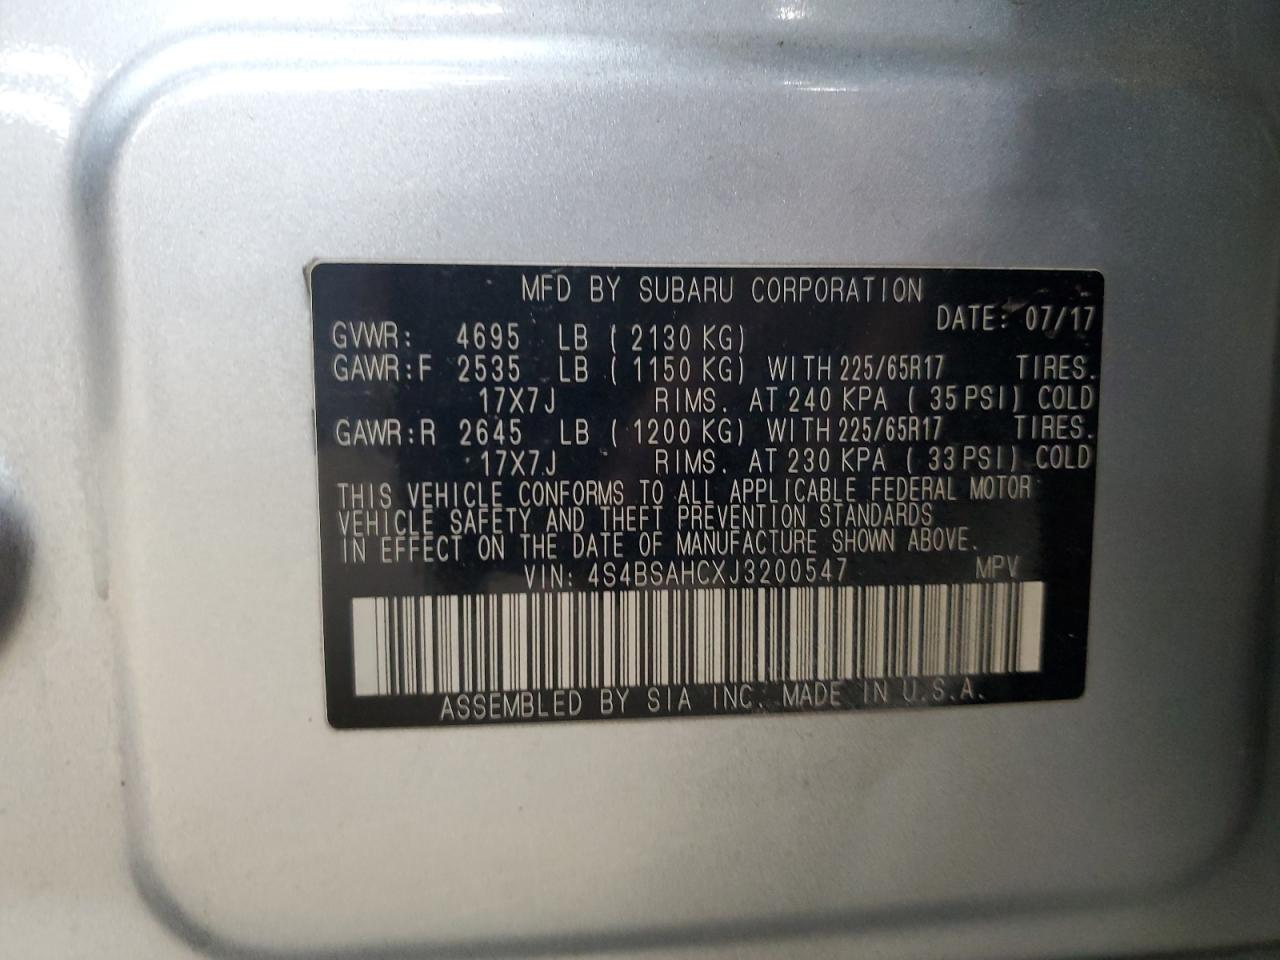 MFD BY SUBARU CORPORATION
DATE: 07/17
GVWR: 4695 LB ( 2130 KG)
GAWR:F 2535 LB ( 1150 KG) WITH 225/65R17 TIRES.
17X7J RIMS. AT 240 KPA ( 35 PSI) COLD
GAWR:R 2645 LB ( 1200 KG) WITH 225/65R17 TIRES.
17X7J RIMS. AT 230 KPA ( 33 PSI) COLD
THIS VEHICLE CONFORMS TO ALL APPLICABLE FEDERAL MOTOR
VEHICLE SAFETY AND THEFT PREVENTION STANDARDS
IN EFFECT ON THE DATE OF MANUFACTURE SHOWN ABOVE.
VIN: 4S4BSAHCXJ3200547 MPV
ASSEMBLED BY SIA INC. MADE IN U.S.A.